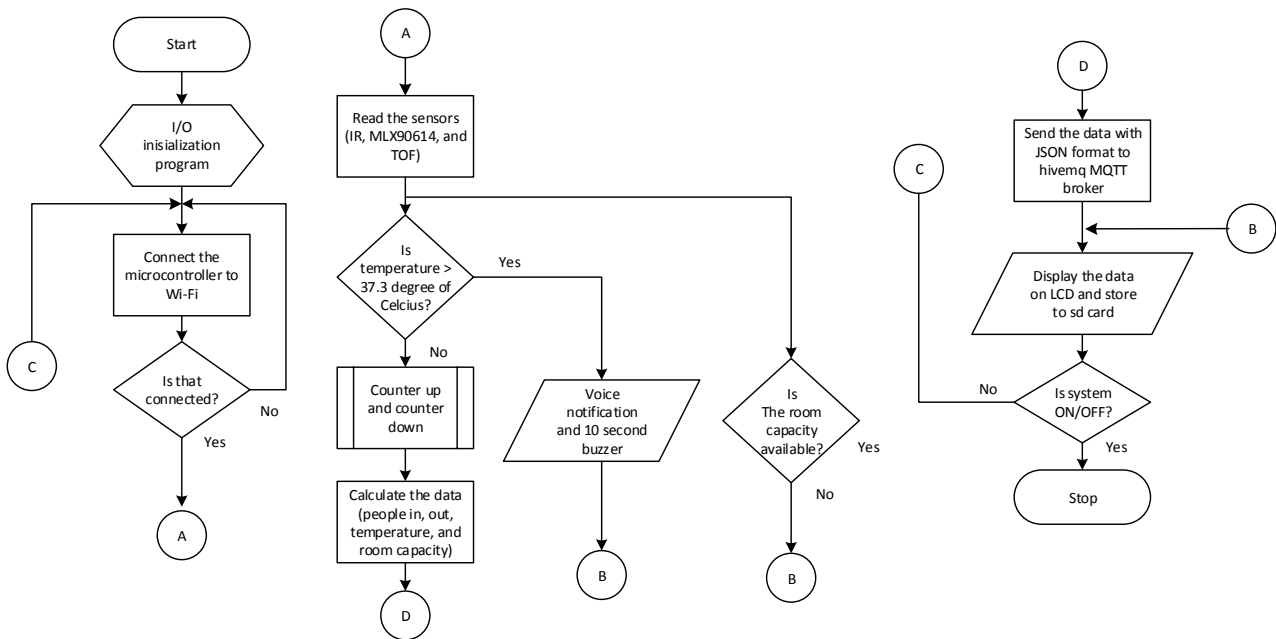 Start
I/O
inisialization
program
Connect the
microcontroller to
Wi-Fi
C
Is that
connected?
No
Yes
A
A
Read the sensors
(IR, MLX90614, and
TOF)
Is
temperature >
37.3 degree of
Celcius?
Yes
No
Counter up
and counter
down
Calculate the data
(people in, out,
temperature, and
room capacity)
D
Voice
notification
and 10 second
buzzer
B
Is
The room
capacity
available?
Yes
No
B
D
Send the data with
JSON format to
hivemq MQTT
broker
C
B
Display the data
on LCD and store
to sd card
No
Is system
ON/OFF?
Yes
Stop